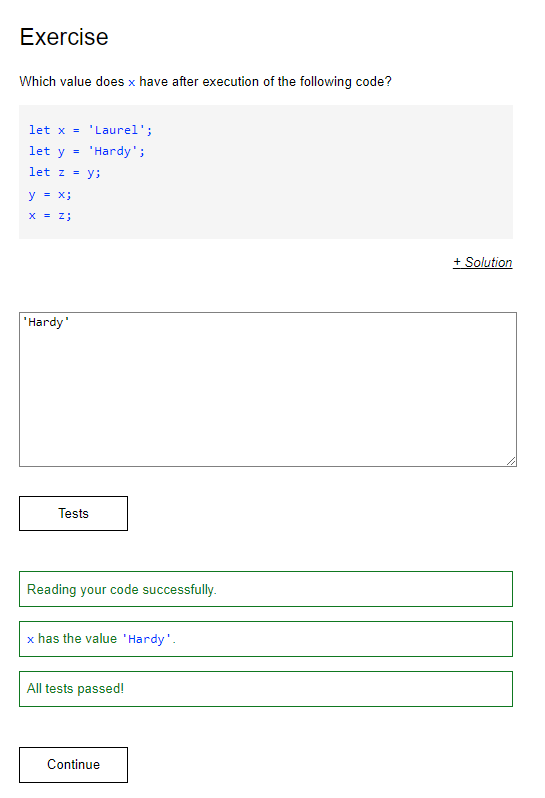 Exercise
Which value does x have after execution of the following code?
let x = 'Laurel';
let y = 'Hardy';
let z = y;
y = x;
x = z;
+ Solution
'Hardy'
Tests
Reading your code successfully.
x has the value 'Hardy'.
All tests passed!
Continue